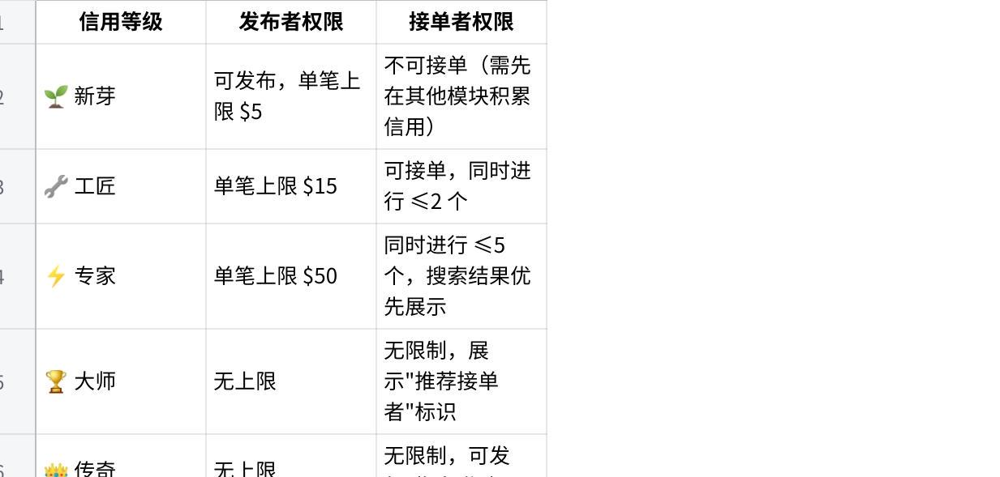 信用等级 发布者权限 接单者权限
🌱 新芽
可发布，单笔上
限 $5
不可接单（需先
在其他模块积累
信用）
🔧 工匠
单笔上限 $15
可接单，同时进
行 ≤2 个
⚡ 专家
单笔上限 $50
同时进行 ≤5
个，搜索结果优
先展示
🏆 大师
无上限
无限制，展
示"推荐接单
者"标识
👑 传奇
无上限
无限制，可发